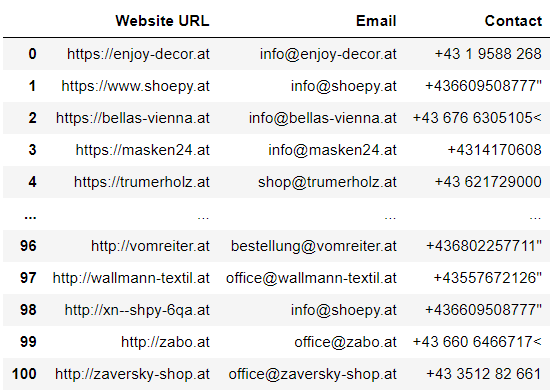 Website URL Email Contact
0 https://enjoy-decor.at info@enjoy-decor.at +43 1 9588 268
1 https://www.shoepy.at info@shoepy.at +436609508777"
2 https://bellas-vienna.at info@bellas-vienna.at +43 676 6305105<
3 https://masken24.at info@masken24.at +4314170608
4 https://trumerholz.at shop@trumerholz.at +43 621729000
... ... ... ...
96 http://vomreiter.at bestellung@vomreiter.at +436802257711"
97 http://wallmann-textil.at office@wallmann-textil.at +43557672126"
98 http://xn--shpy-6qa.at info@shoepy.at +436609508777"
99 http://zabo.at office@zabo.at +43 660 6466717<
100 http://zaversky-shop.at office@zaversky-shop.at +43 3512 82 661